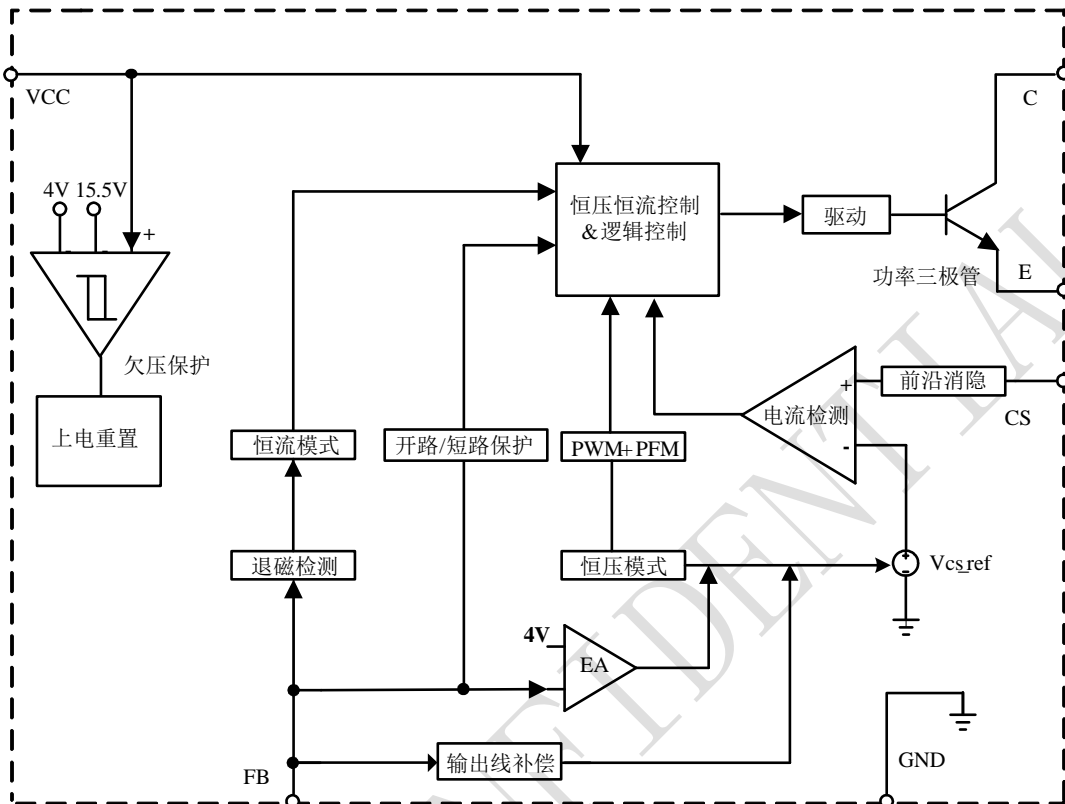 VCC
C
4V 15.5V
+
-
-
恒压恒流控制
&逻辑控制
驱动
功率三极管
E
欠压保护
上电重置
恒流模式
开路/短路保护
PWM+PFM
电流检测
+
-
前沿消隐
CS
退磁检测
恒压模式
+
-
Vcs_ref
4V
EA
FB
输出线补偿
GND
NFIDENTIAL